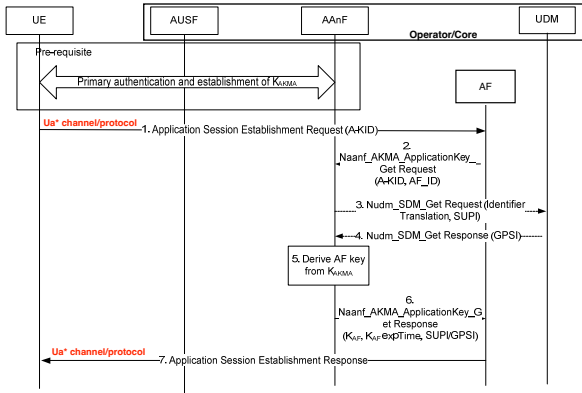 UE
AUSF
AAnF
UDM
Operator/Core
Pre-requisite
Primary authentication and establishment of KAKMA
AF
Ua* channel/protocol
1. Application Session Establishment Request (A-KID)
2.
Naanf_AKMA_ApplicationKey_
Get Request
(A-KID, AF_ID)
3. Nudm_SDM_Get Request (Identifier
Translation, SUPI)
4. Nudm_SDM_Get Response (GPSI)
5. Derive AF key
from KAKMA
6.
Naanf_AKMA_ApplicationKey_G
et Response
(KAF, KAF expTime, SUPI/GPSI)
Ua* channel/protocol
7. Application Session Establishment Response